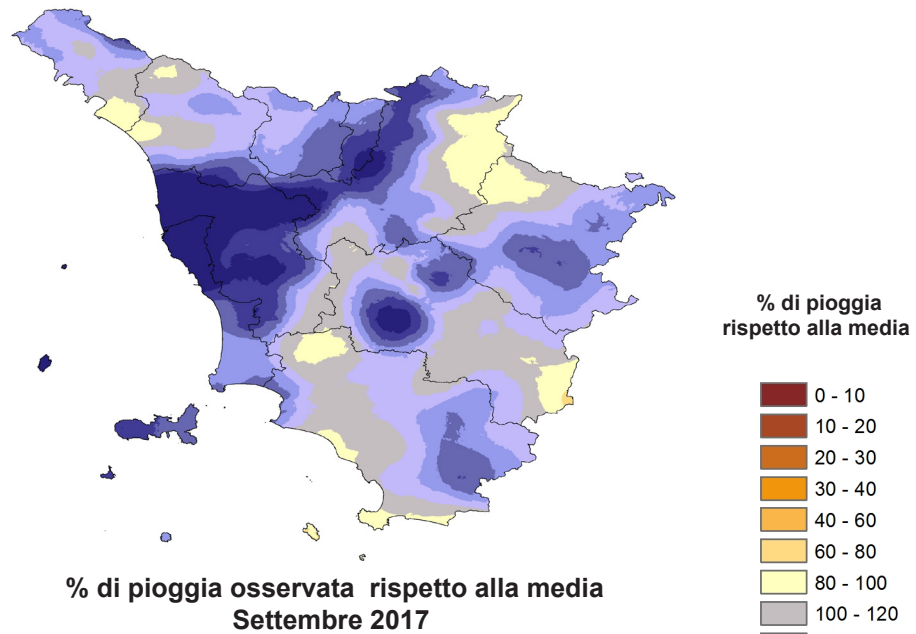 % di pioggia
rispetto alla media
0 - 10
10 - 20
20 - 30
30 - 40
40 - 60
60 - 80
80 - 100
100 - 120
% di pioggia osservata rispetto alla media
Settembre 2017